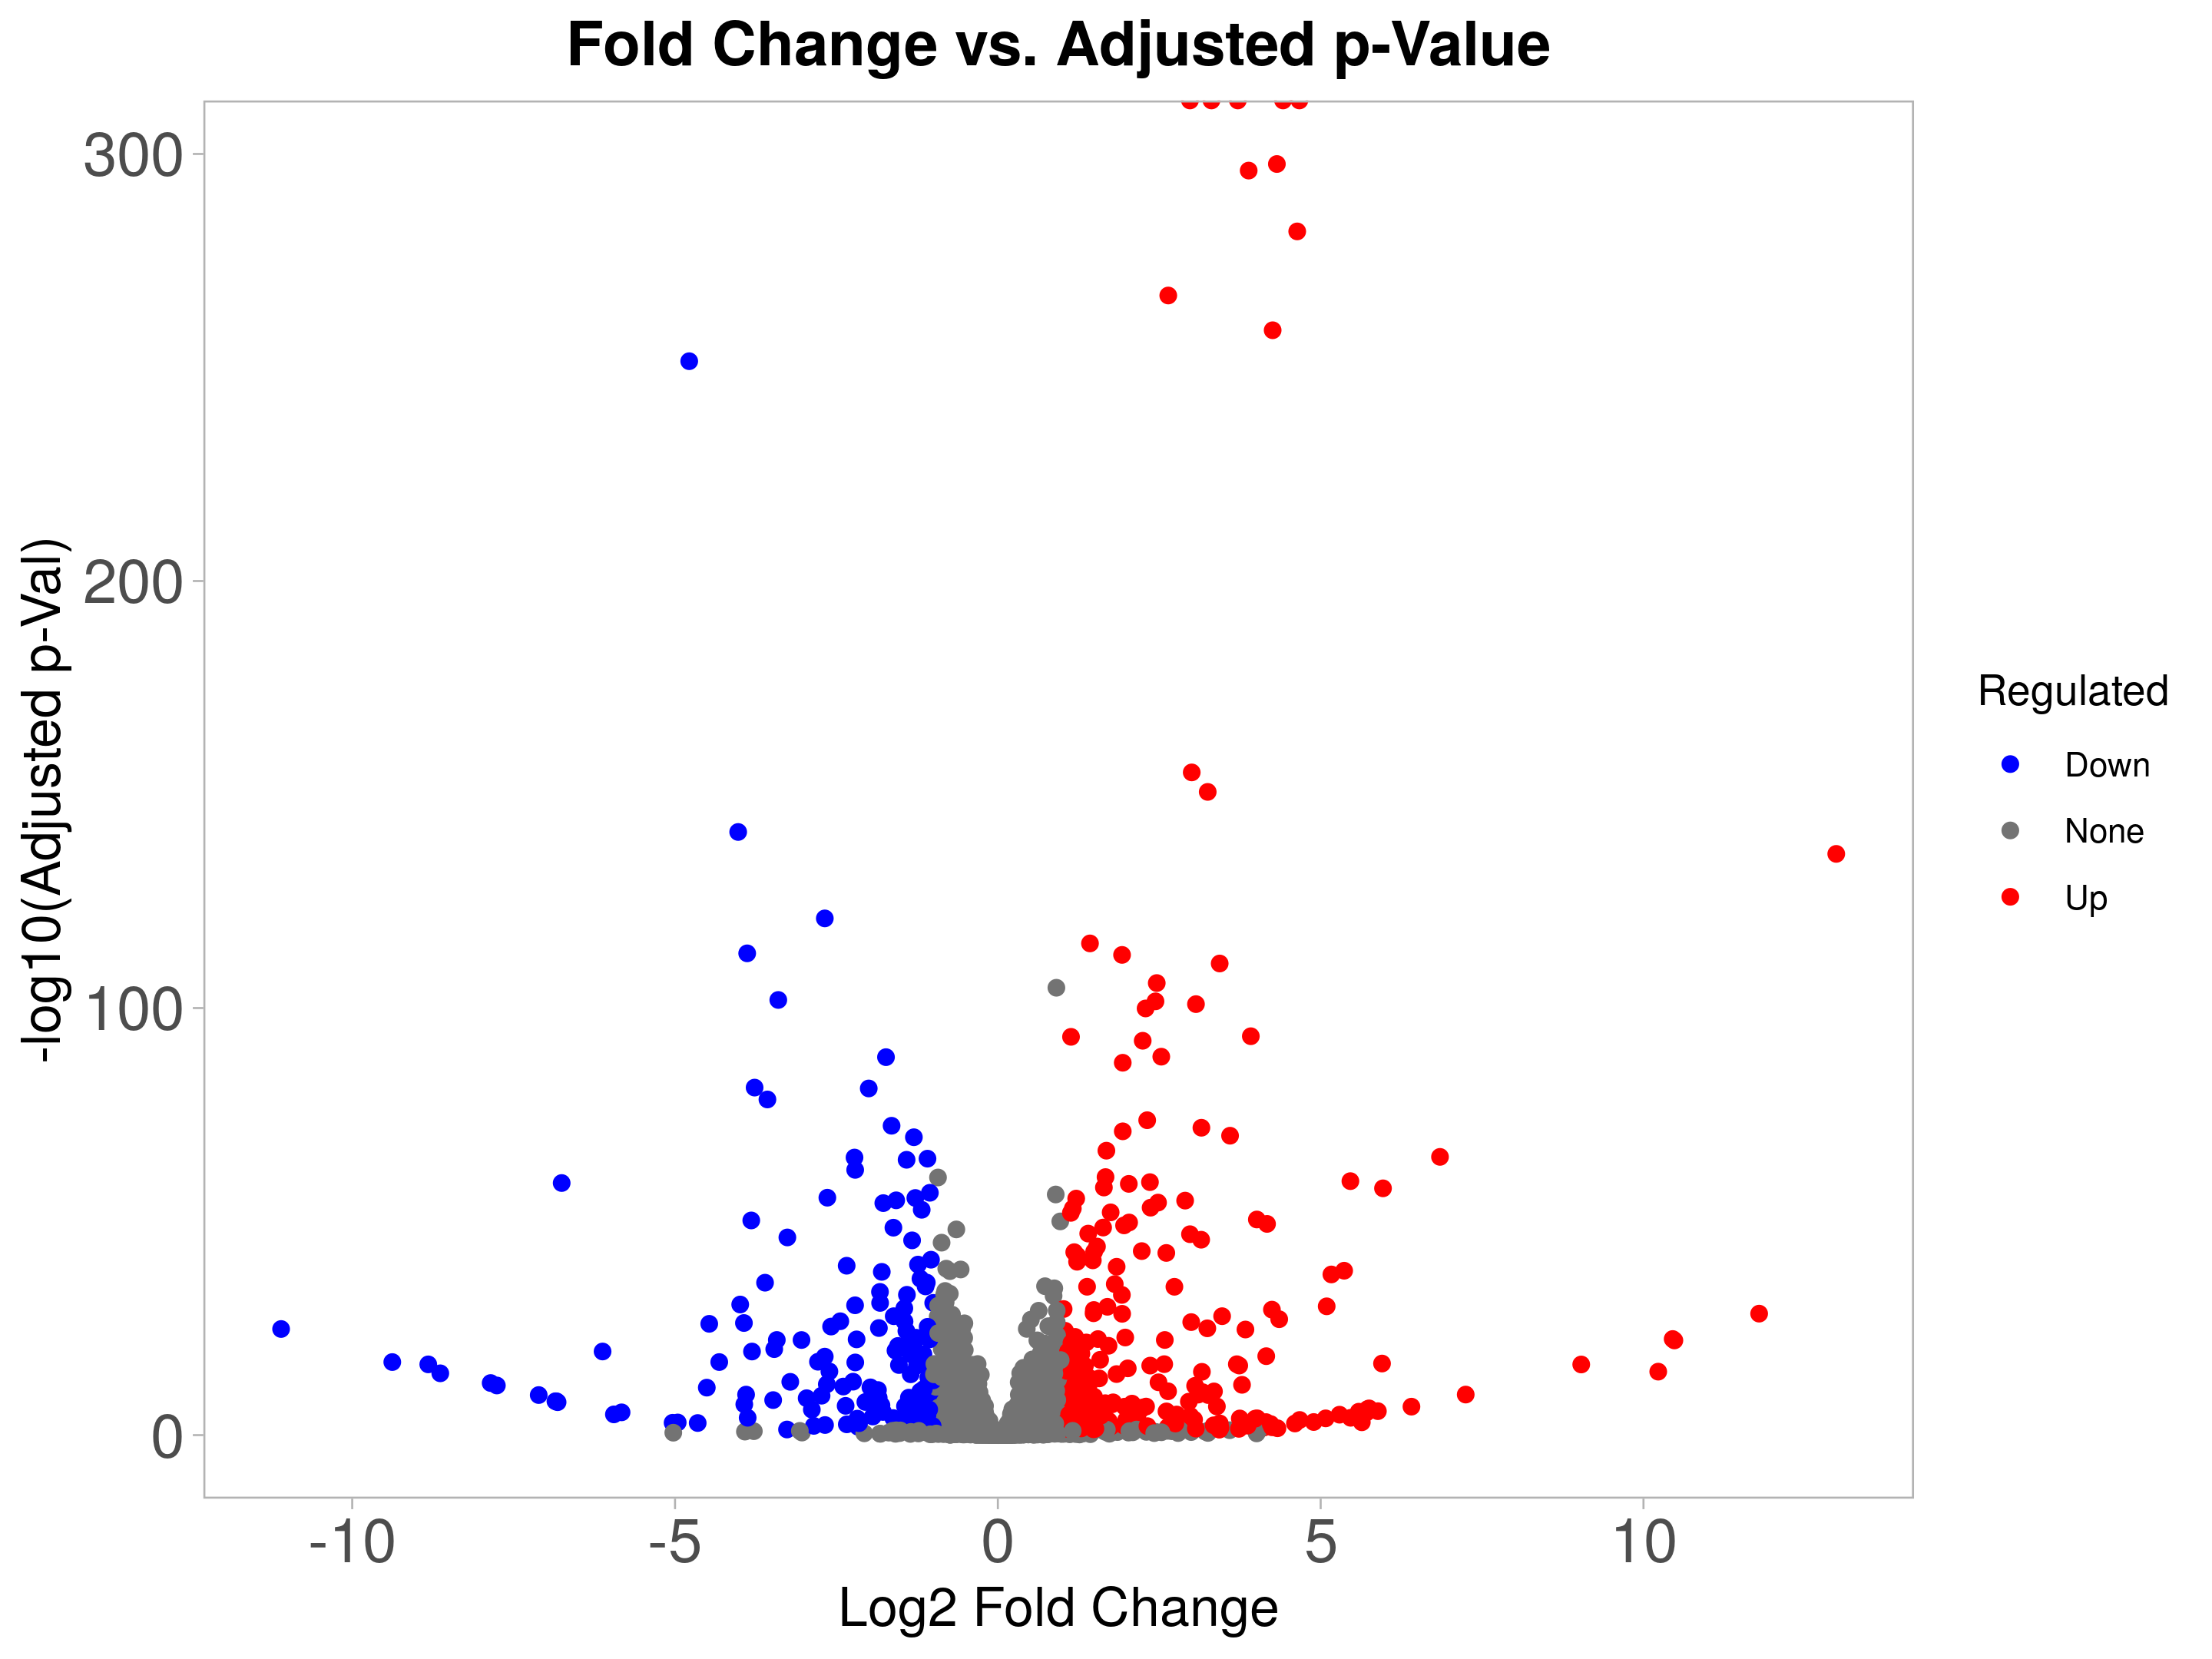 Fold Change vs. Adjusted p-Value
-log10(Adjusted p-Val)
300
200
100
0
-10
-5
0
5
10
Log2 Fold Change
Regulated
Down
None
Up